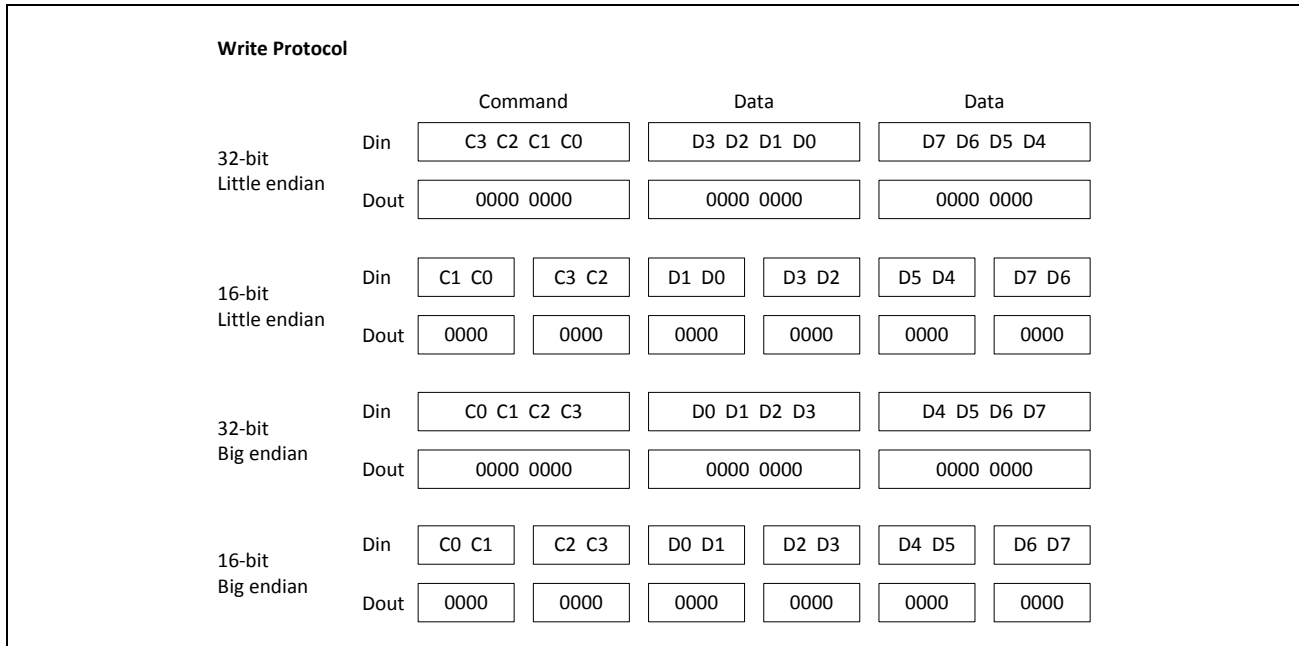 Write Protocol
Command Data Data
32-bit
Little endian
Din C3 C2 C1 C0 D3 D2 D1 D0 D7 D6 D5 D4
Dout 0000 0000 0000 0000 0000 0000
16-bit
Little endian
Din C1 C0 C3 C2 D1 D0 D3 D2 D5 D4 D7 D6
Dout 0000 0000 0000 0000 0000 0000
32-bit
Big endian
Din C0 C1 C2 C3 D0 D1 D2 D3 D4 D5 D6 D7
Dout 0000 0000 0000 0000 0000 0000
16-bit
Big endian
Din C0 C1 C2 C3 D0 D1 D2 D3 D4 D5 D6 D7
Dout 0000 0000 0000 0000 0000 0000